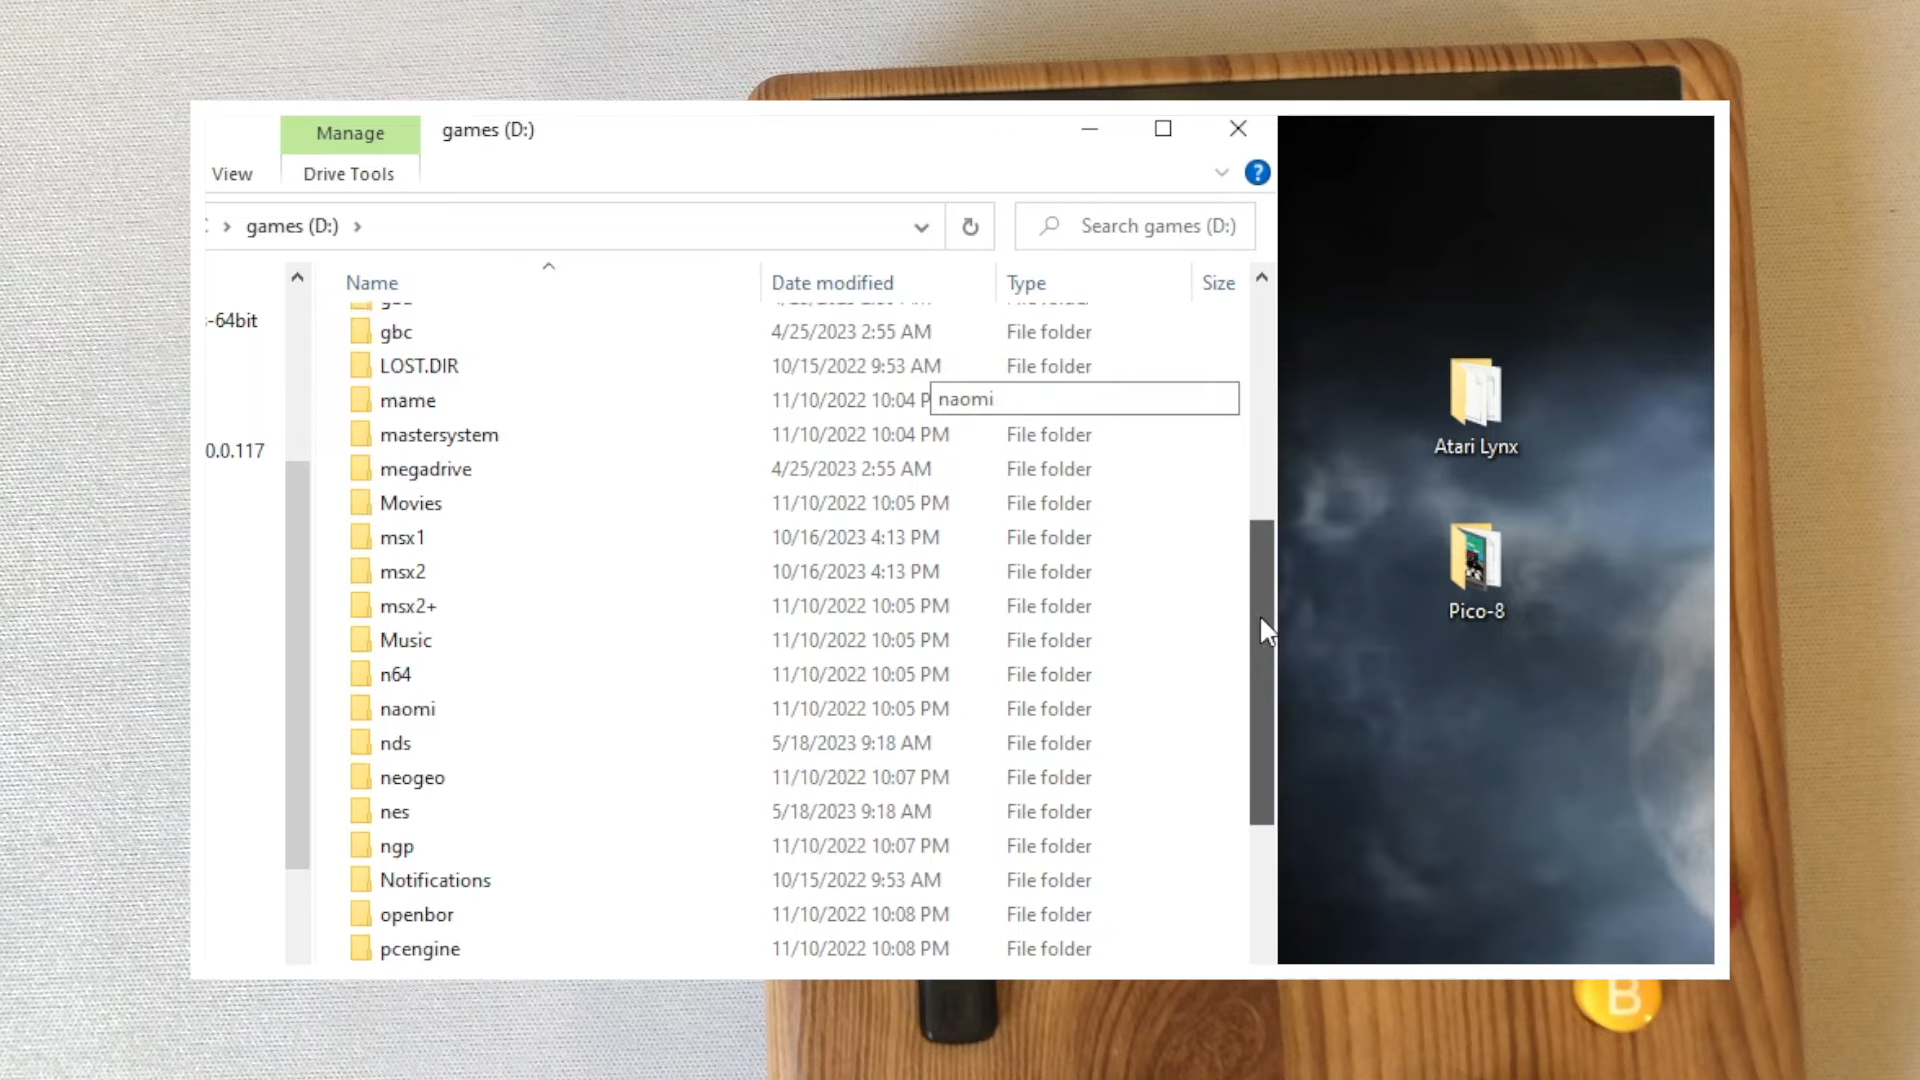 Manage games (D:)
View Drive Tools
games (D:) Search games (D:)
Name Date modified Type Size
gbc 4/25/2023 2:55 AM File folder
LOST.DIR 10/15/2022 9:53 AM File folder
mame 11/10/2022 10:04 P naomi
mastersystem 11/10/2022 10:04 PM File folder
megadrive 4/25/2023 2:55 AM File folder
Movies 11/10/2022 10:05 PM File folder
msx1 10/16/2023 4:13 PM File folder
msx2 10/16/2023 4:13 PM File folder
msx2+ 11/10/2022 10:05 PM File folder
Music 11/10/2022 10:05 PM File folder
n64 11/10/2022 10:05 PM File folder
naomi 11/10/2022 10:05 PM File folder
nds 5/18/2023 9:18 AM File folder
neogeo 11/10/2022 10:07 PM File folder
nes 5/18/2023 9:18 AM File folder
ngp 11/10/2022 10:07 PM File folder
Notifications 10/15/2022 9:53 AM File folder
openbor 11/10/2022 10:08 PM File folder
pcengine 11/10/2022 10:08 PM File folder
-64bit
0.0.117
Atari Lynx
Pico-8
B